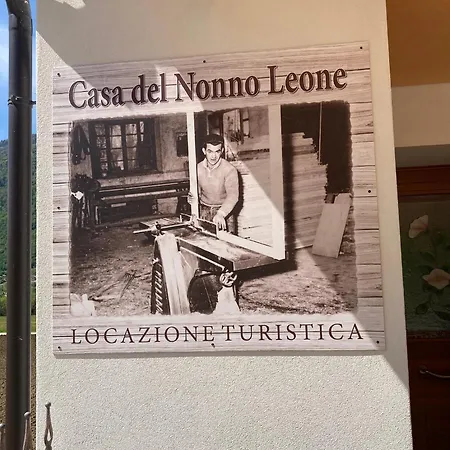 Casa del Nonno Leone
LOCAZIONE TURISTICA